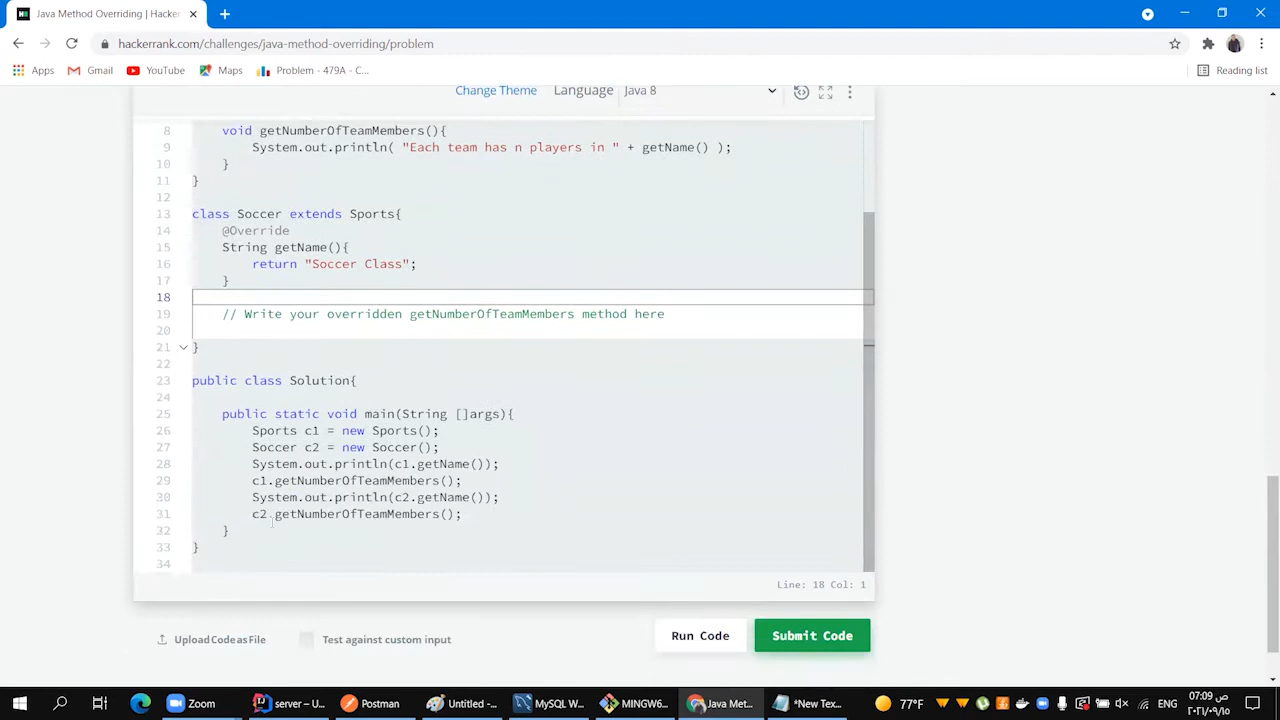 Java Method Overriding | Hacker
hackerrank.com/challenges/java-method-overriding/problem
Apps Gmail YouTube Maps Problem - 479A - C... Reading list
Change Theme Language Java 8
8 void getNumberOfTeamMembers(){
9 System.out.println( "Each team has n players in " + getName() );
10 }
11 }
12
13 class Soccer extends Sports{
14 @Override
15 String getName(){
16 return "Soccer Class";
17 }
18
19 // Write your overridden getNumberOfTeamMembers method here
20
21 }
22
23 public class Solution{
24
25 public static void main(String []args){
26 Sports c1 = new Sports();
27 Soccer c2 = new Soccer();
28 System.out.println(c1.getName());
29 c1.getNumberOfTeamMembers();
30 System.out.println(c2.getName());
31 c2.getNumberOfTeamMembers();
32 }
33 }
34
Line: 18 Col: 1
Upload Code as File Test against custom input Run Code Submit Code
Zoom server – U... Postman Untitled -... MySQL W... MINGW6... Java Met... *New Tex... 77°F ENG
07:09 ص